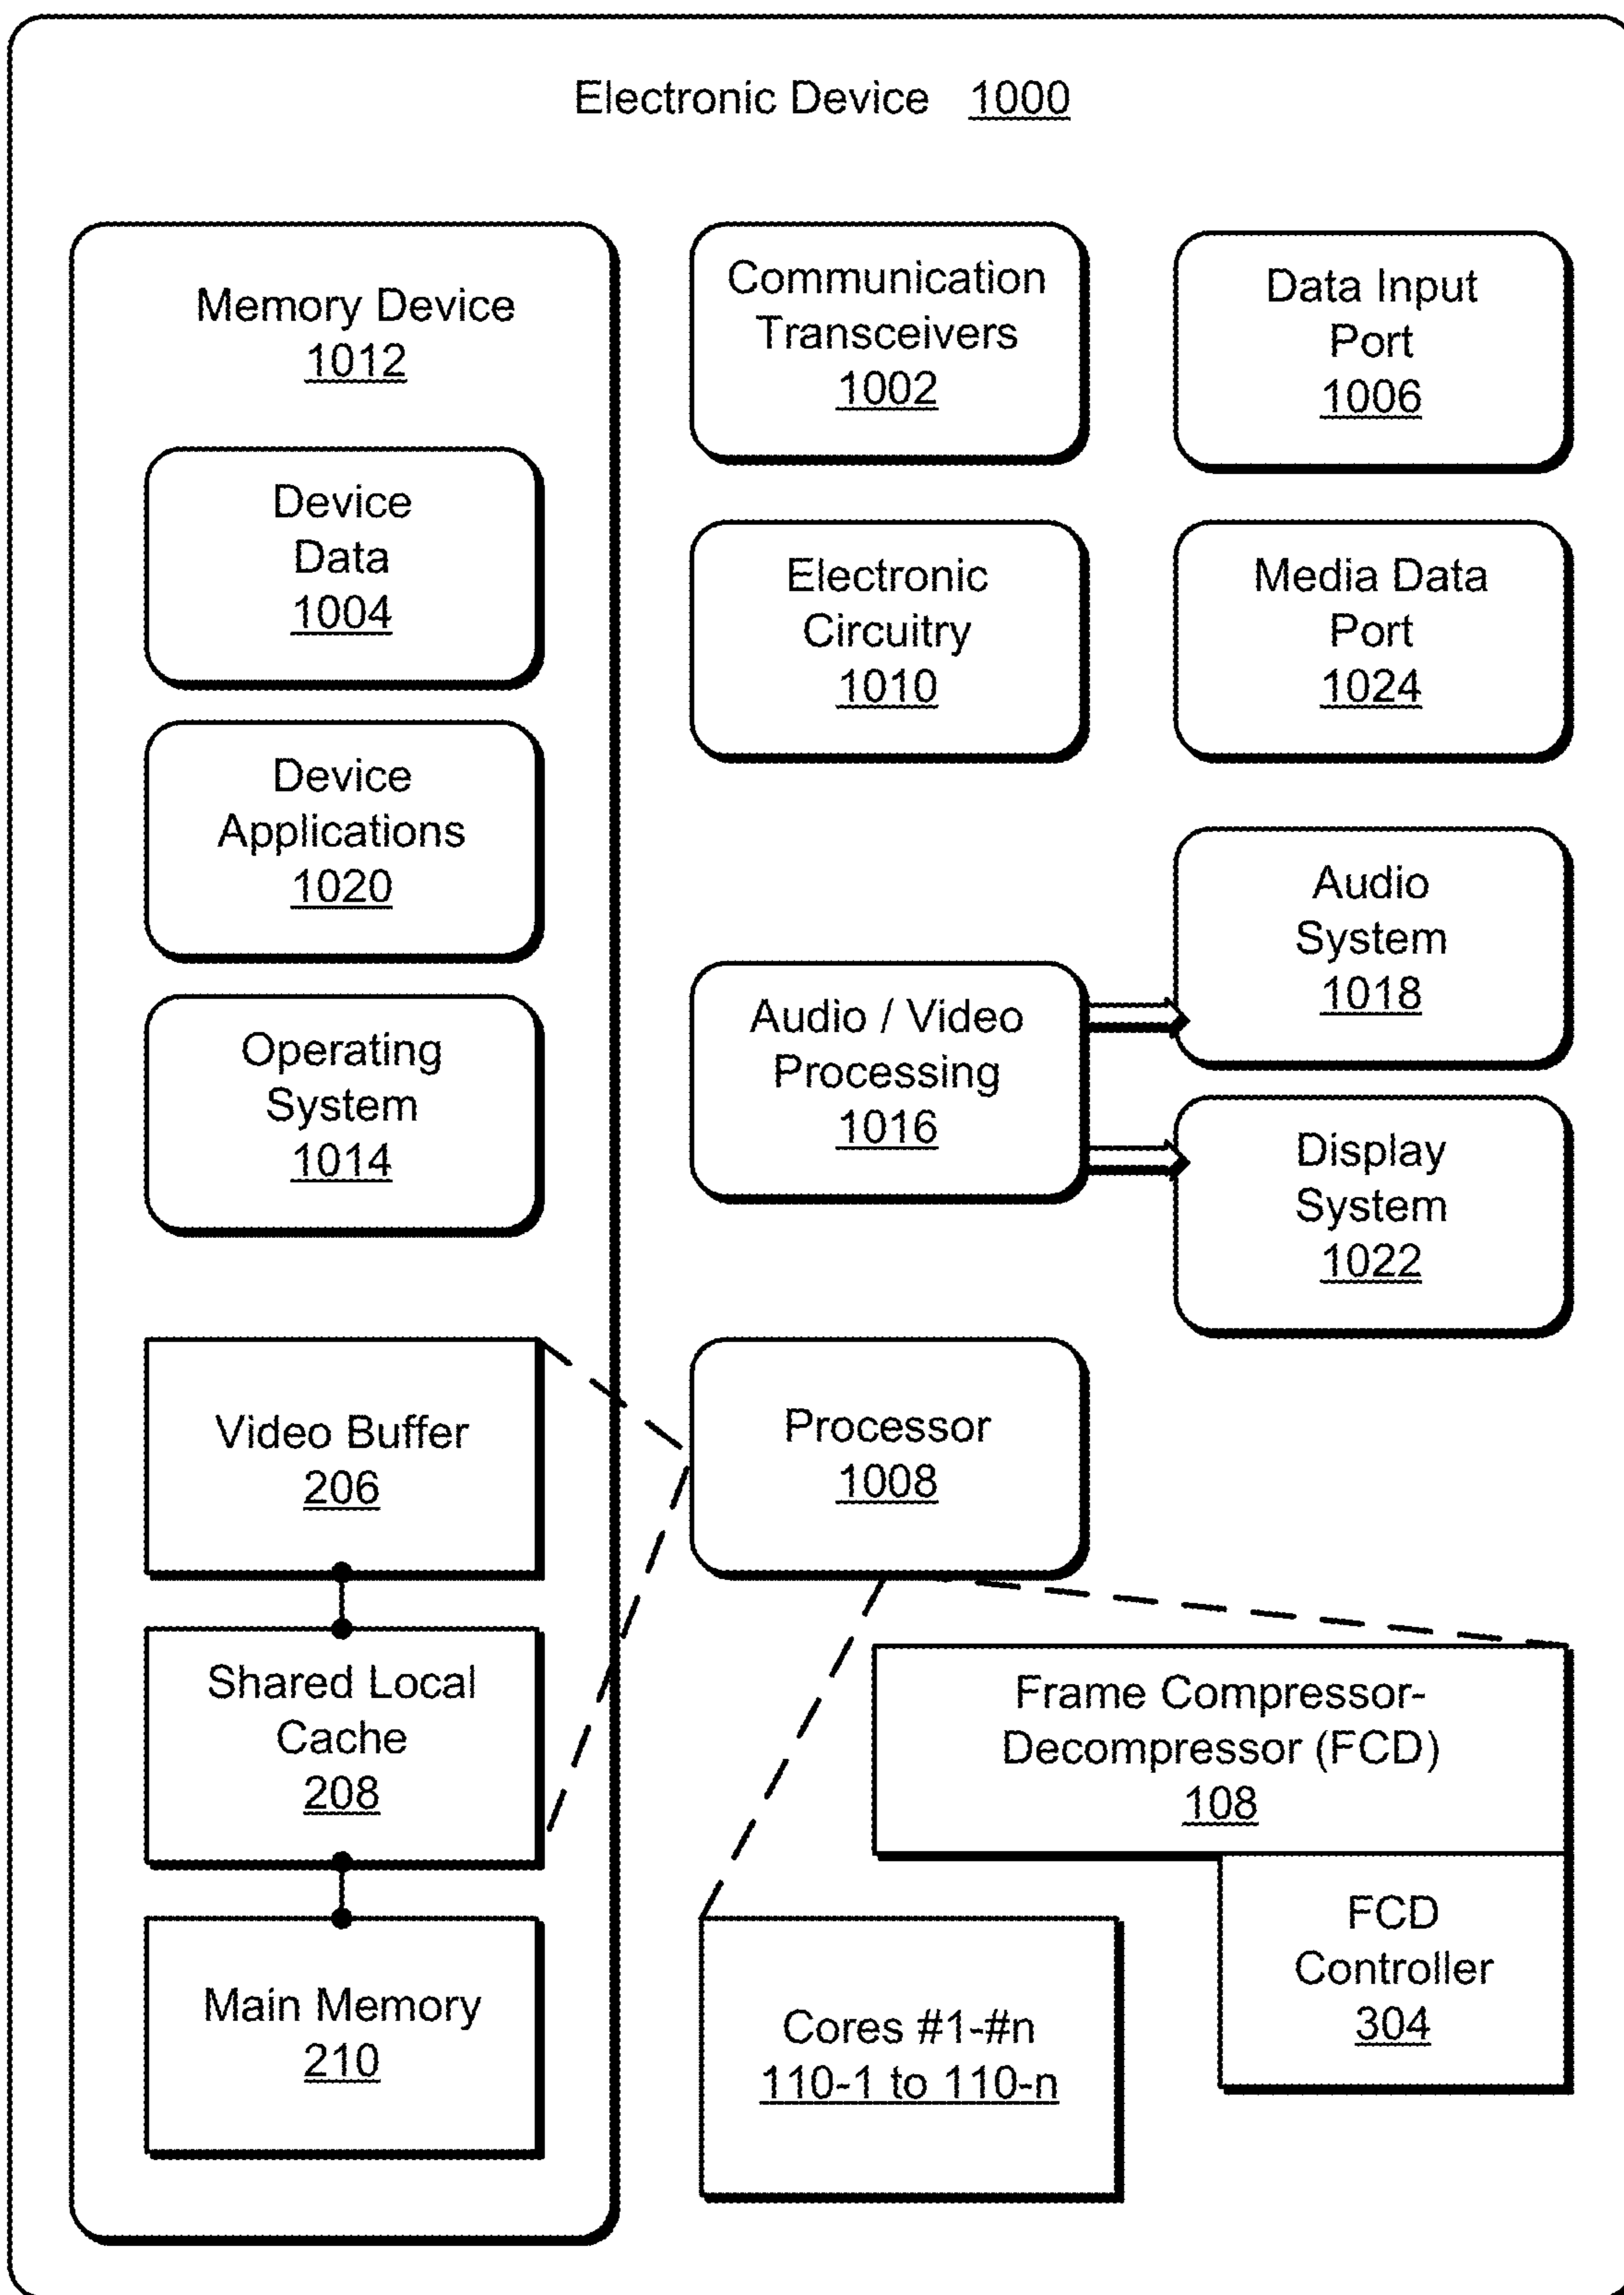 Electronic Device 1000
Memory Device
1012
Device
Data
1004
Device
Applications
1020
Operating
System
1014
Video Buffer
206
Shared Local
Cache
208
Main Memory
210
Communication
Transceivers
1002
Data Input
Port
1006
Electronic
Circuitry
1010
Media Data
Port
1024
Audio / Video
Processing
1016
Audio
System
1018
Display
System
1022
Processor
1008
Frame Compressor-
Decompressor (FCD)
108
FCD
Controller
304
Cores #1-#n
110-1 to 110-n